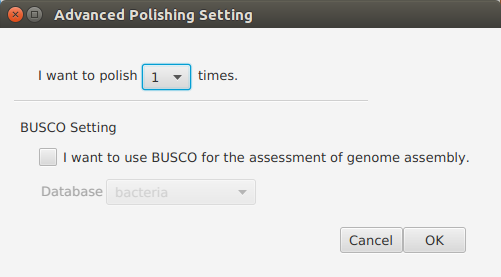 Advanced Polishing Setting
I want to polish 1 times.
BUSCO Setting
I want to use BUSCO for the assessment of genome assembly.
Database bacteria
Cancel OK